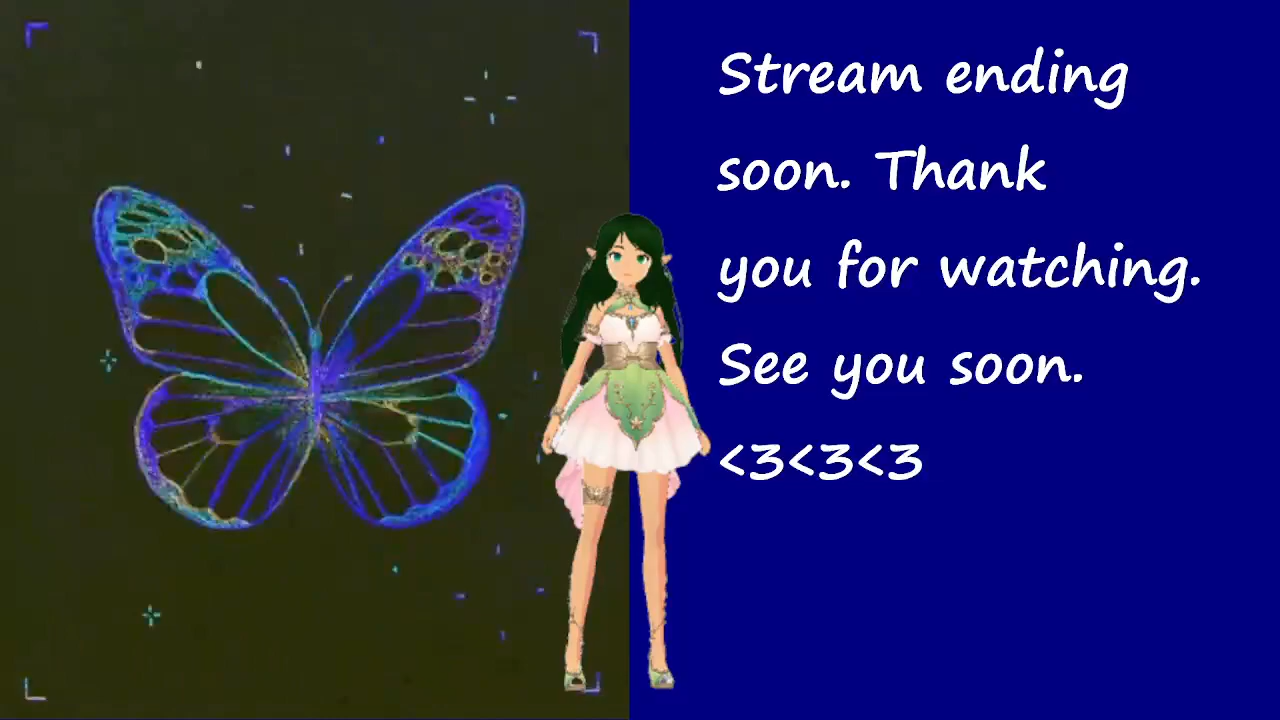 Stream ending
soon. Thank
you for watching.
See you soon.
<3<3<3